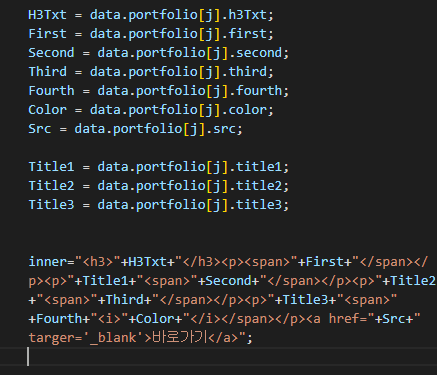 H3Txt = data.portfolio[j].h3Txt;
First = data.portfolio[j].first;
Second = data.portfolio[j].second;
Third = data.portfolio[j].third;
Fourth = data.portfolio[j].fourth;
Color = data.portfolio[j].color;
Src = data.portfolio[j].src;
Title1 = data.portfolio[j].title1;
Title2 = data.portfolio[j].title2;
Title3 = data.portfolio[j].title3;
inner="<h3>"+H3Txt+"</h3><p><span>"+First+"</span></
p><p>"+Title1+"<span>"+Second+"</span></p><p>"+Title2
+"<span>"+Third+"</span></p><p>"+Title3+"<span>"
+Fourth+"<i>"+Color+"</i></span></p><a href="+Src+"
targer='_blank'>바로가기</a>";